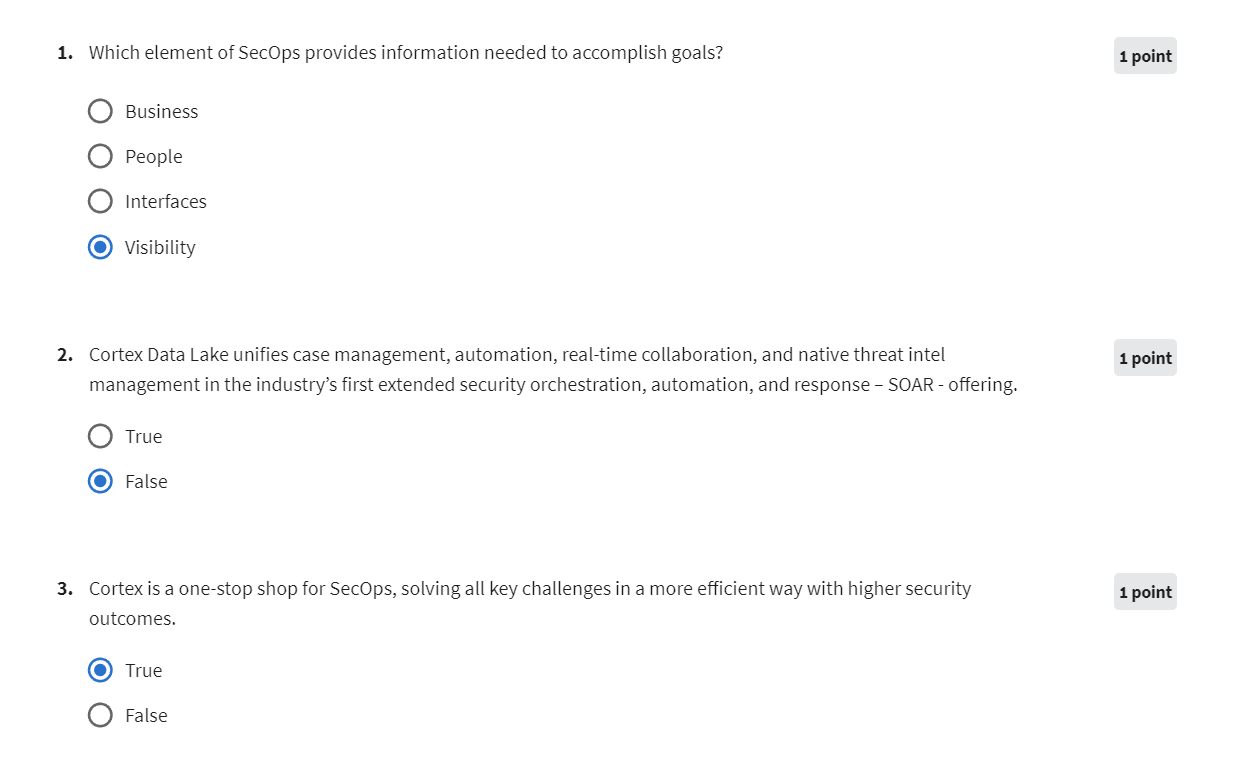 1. Which element of SecOps provides information needed to accomplish goals?
1 point
Business
People
Interfaces
Visibility
2. Cortex Data Lake unifies case management, automation, real-time collaboration, and native threat intel
1 point
management in the industry’s first extended security orchestration, automation, and response – SOAR - offering.
True
False
3. Cortex is a one-stop shop for SecOps, solving all key challenges in a more efficient way with higher security
1 point
outcomes.
True
False